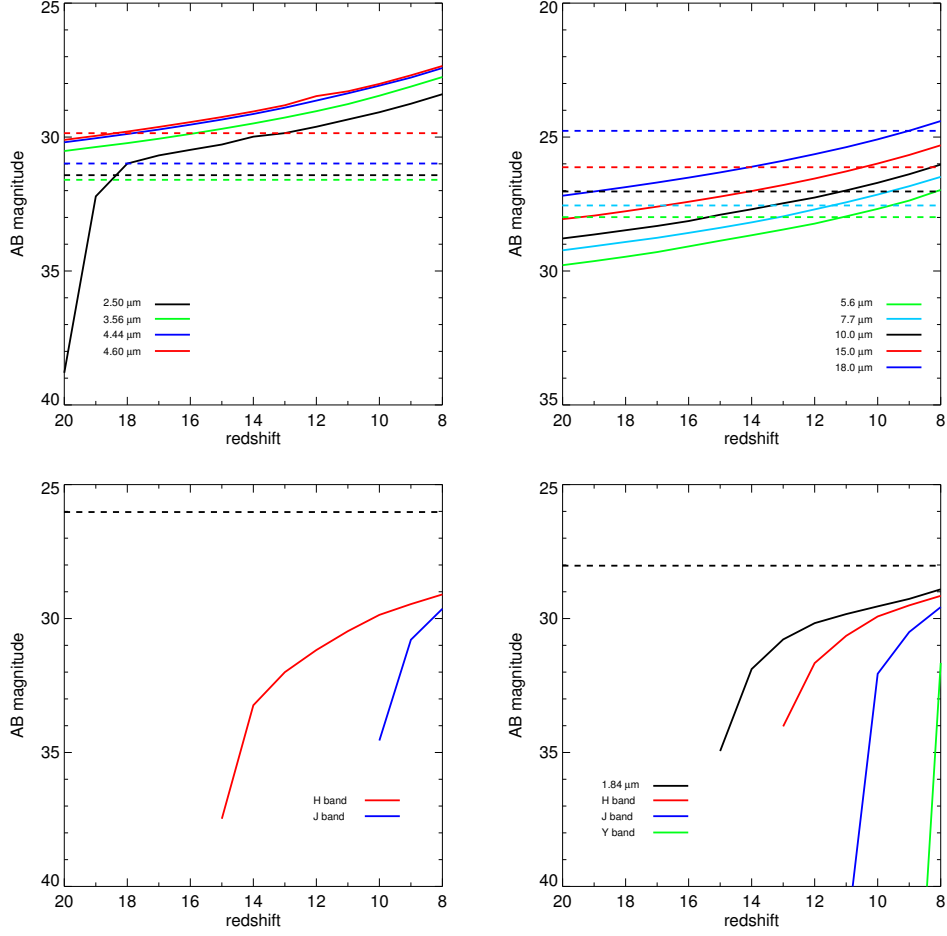 25
30
35
40
AB magnitude
20
18
16
14
12
10
8
redshift
2.50 μm
3.56 μm
4.44 μm
4.60 μm
20
25
30
35
AB magnitude
20
18
16
14
12
10
8
redshift
5.6 μm
7.7 μm
10.0 μm
15.0 μm
18.0 μm
25
30
35
40
AB magnitude
20
18
16
14
12
10
8
redshift
H band
J band
25
30
35
40
AB magnitude
20
18
16
14
12
10
8
redshift
1.84 μm
H band
J band
Y band